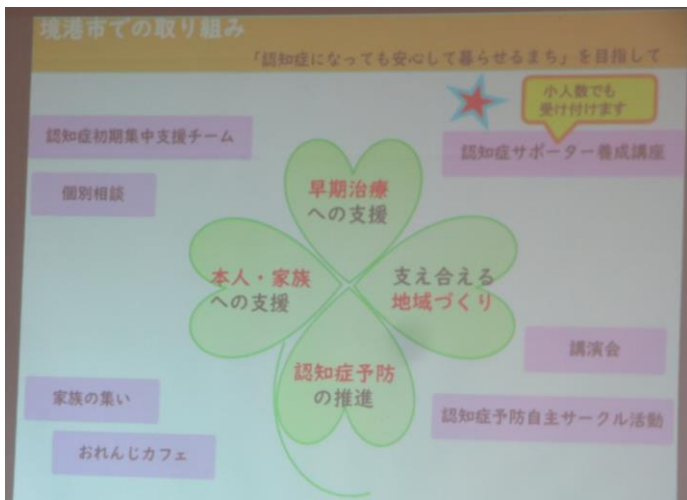 境港市での取り組み
「認知症になっても安心して暮らせるまち」を目指して
小人数でも
受け付けます
認知症初期集中支援チーム
認知症サポーター養成講座
個別相談
早期治療
への支援
本人・家族
への支援
支え合える
地域づくり
認知症予防
の推進
講演会
家族の集い
認知症予防自主サークル活動
おれんじカフェ